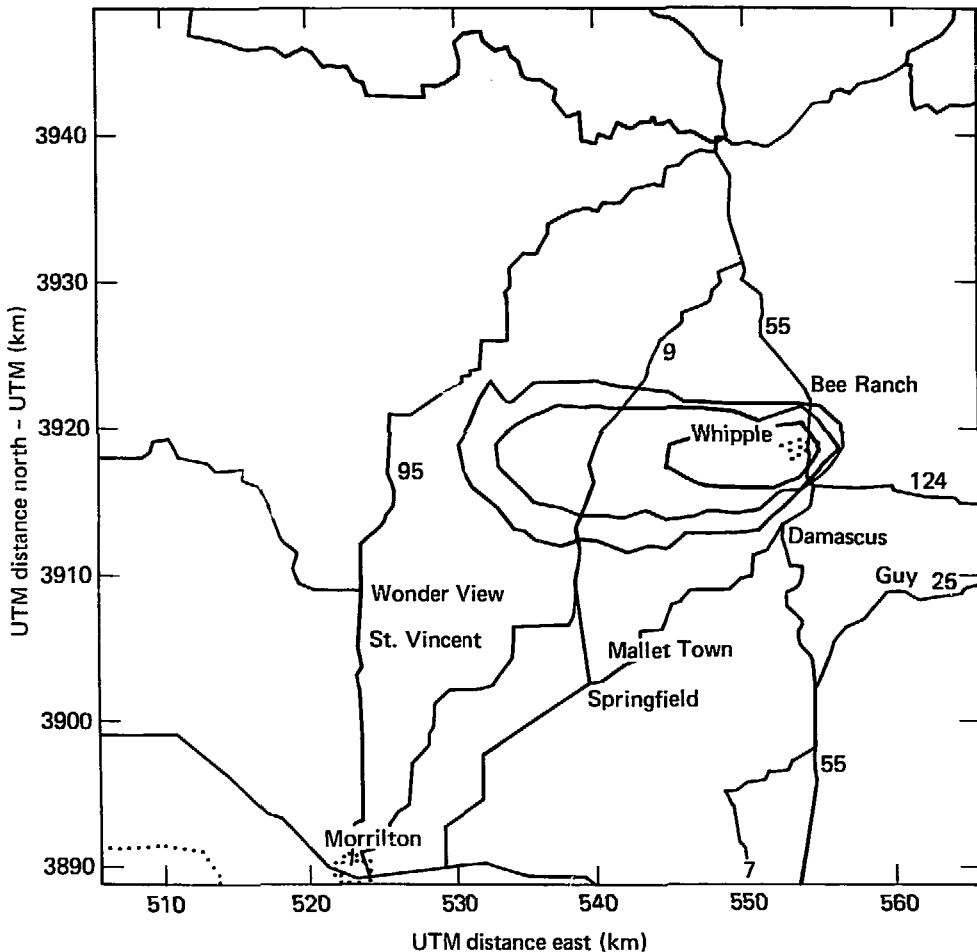 3940
3930
55
9
Bee Ranch
3920
Whipple
95
124
Damascus
3910
Guy 25
Wonder View
St. Vincent
Mallet Town
Springfield
3900
55
Morrilton
3890
7
510 520 530 540 550 560
UTM distance east (km)
UTM distance north - UTM (km)